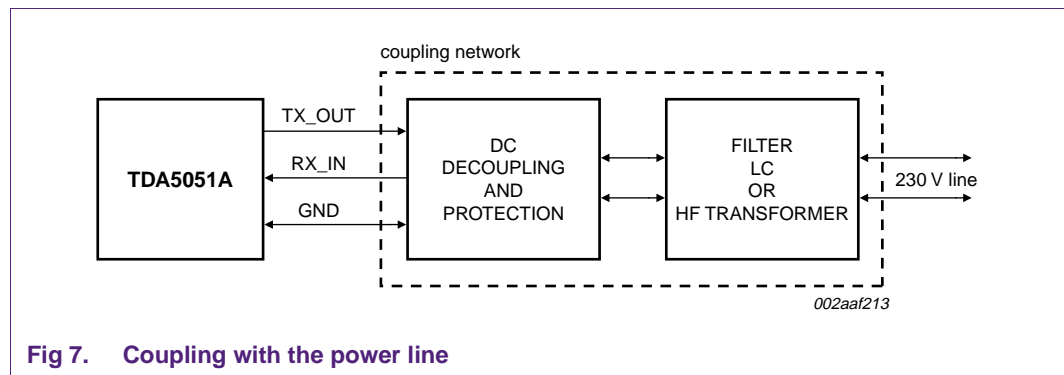 coupling network
TDA5051A
TX_OUT
RX_IN
GND
DC
DECOUPLING
AND
PROTECTION
FILTER
LC
OR
HF TRANSFORMER
230 V line
002aaf213
Fig 7. Coupling with the power line